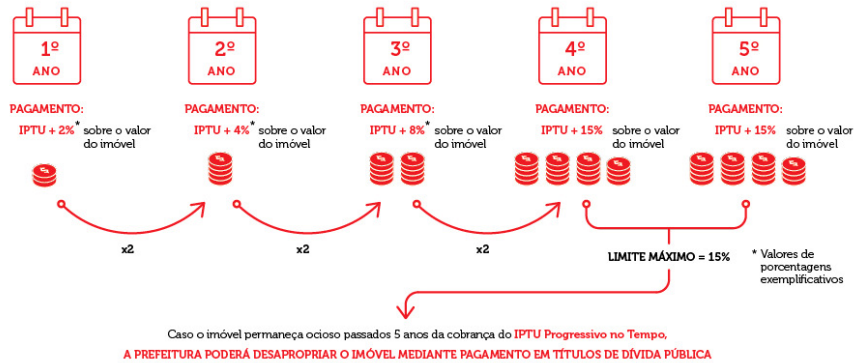 1º
ANO
2º
ANO
3º
ANO
4º
ANO
5º
ANO
PAGAMENTO:
IPTU + 2%* sobre o valor
do imóvel
PAGAMENTO:
IPTU + 4%* sobre o valor
do imóvel
PAGAMENTO:
IPTU + 8%* sobre o valor
do imóvel
PAGAMENTO:
IPTU + 15% sobre o valor
do imóvel
PAGAMENTO:
IPTU + 15% sobre o valor
do imóvel
x2
x2
x2
LIMITE MÁXIMO = 15%
* Valores de
porcentagens
exemplificativos
Caso o imóvel permaneça ocioso passados 5 anos da cobrança do IPTU Progressivo no Tempo,
A PREFEITURA PODERÁ DESAPROPRIAR O IMÓVEL MEDIANTE PAGAMENTO EM TÍTULOS DE DÍVIDA PÚBLICA